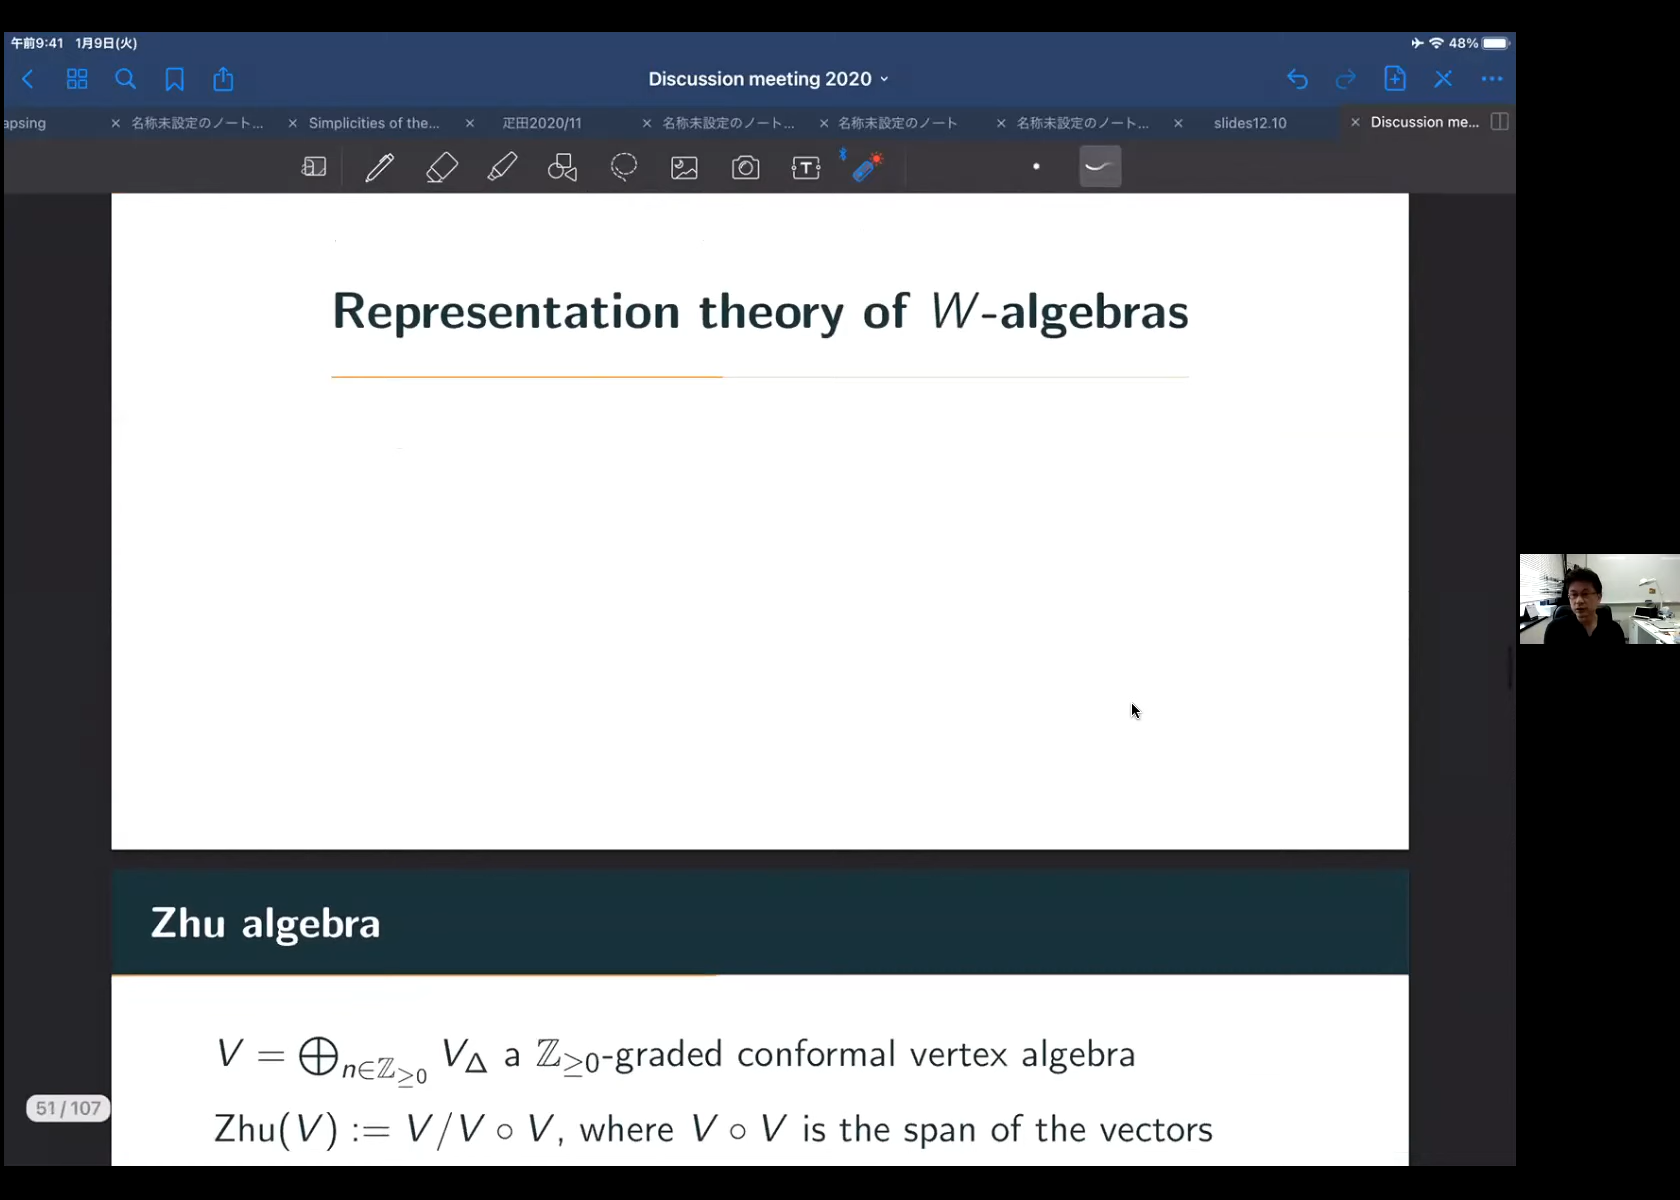 午前9:41 1月9日(火)
48%
Discussion meeting 2020
apsing
名称未設定のノート...
Simplicities of the...
疋田2020/11
名称未設定のノート...
名称未設定のノート
名称未設定のノート...
slides12.10
Discussion me...
Representation theory of W-algebras
Zhu algebra
V = ⊕_{n∈ℤ≥0} V_Δ a ℤ≥0-graded conformal vertex algebra
Zhu(V) := V/V ∘ V, where V ∘ V is the span of the vectors
51 / 107